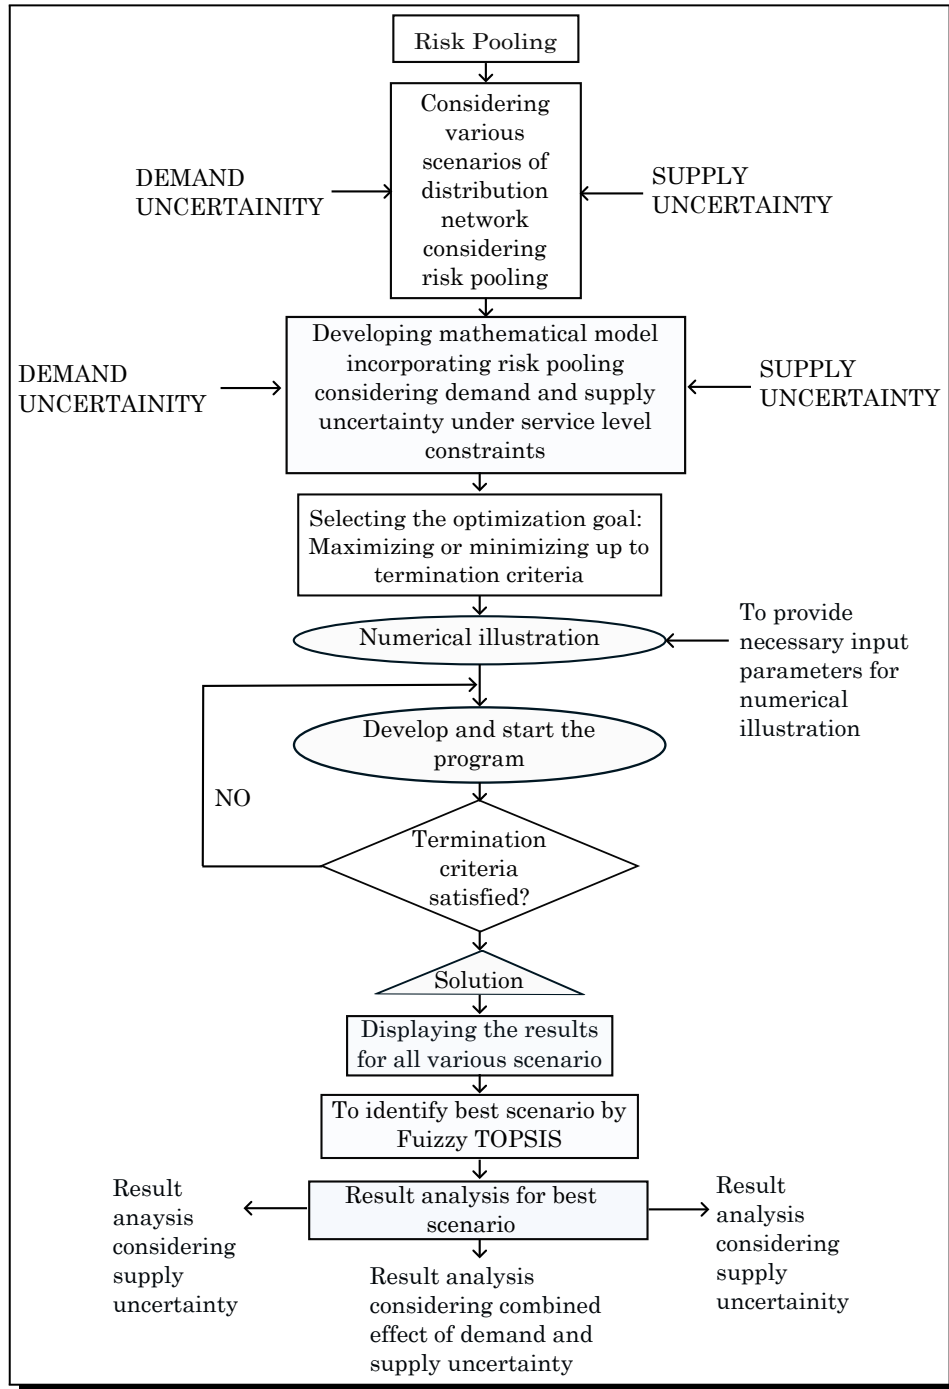 Risk Pooling
Considering
various
scenarios of
distribution
network
considering
risk pooling
DEMAND
UNCERTAINITY
SUPPLY
UNCERTAINTY
Developing mathematical model
incorporating risk pooling
considering demand and supply
uncertainty under service level
constraints
DEMAND
UNCERTAINITY
SUPPLY
UNCERTAINTY
Selecting the optimization goal:
Maximizing or minimizing up to
termination criteria
Numerical illustration
To provide
necessary input
parameters for
numerical
illustration
Develop and start the
program
NO
Termination
criteria
satisfied?
Solution
Displaying the results
for all various scenario
To identify best scenario by
Fuizzy TOPSIS
Result analysis for best
scenario
Result
anaysis
considering
supply
uncertainty
Result
analysis
considering
supply
uncertainity
Result analysis
considering combined
effect of demand and
supply uncertainty